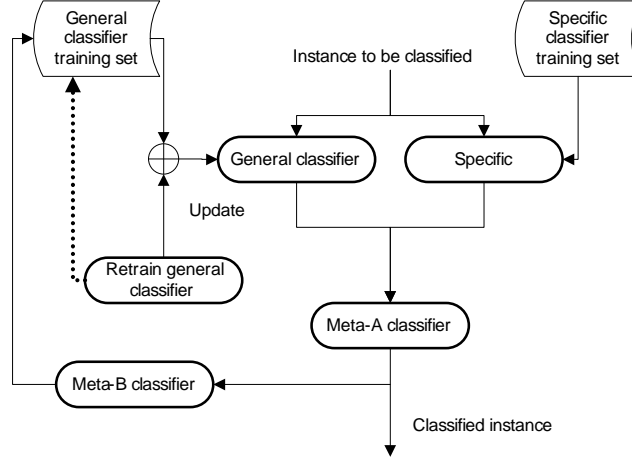 General
classifier
training set
Instance to be classified
Specific
classifier
training set
General classifier
Specific
Update
Retrain general
classifier
Meta-A classifier
Meta-B classifier
Classified instance